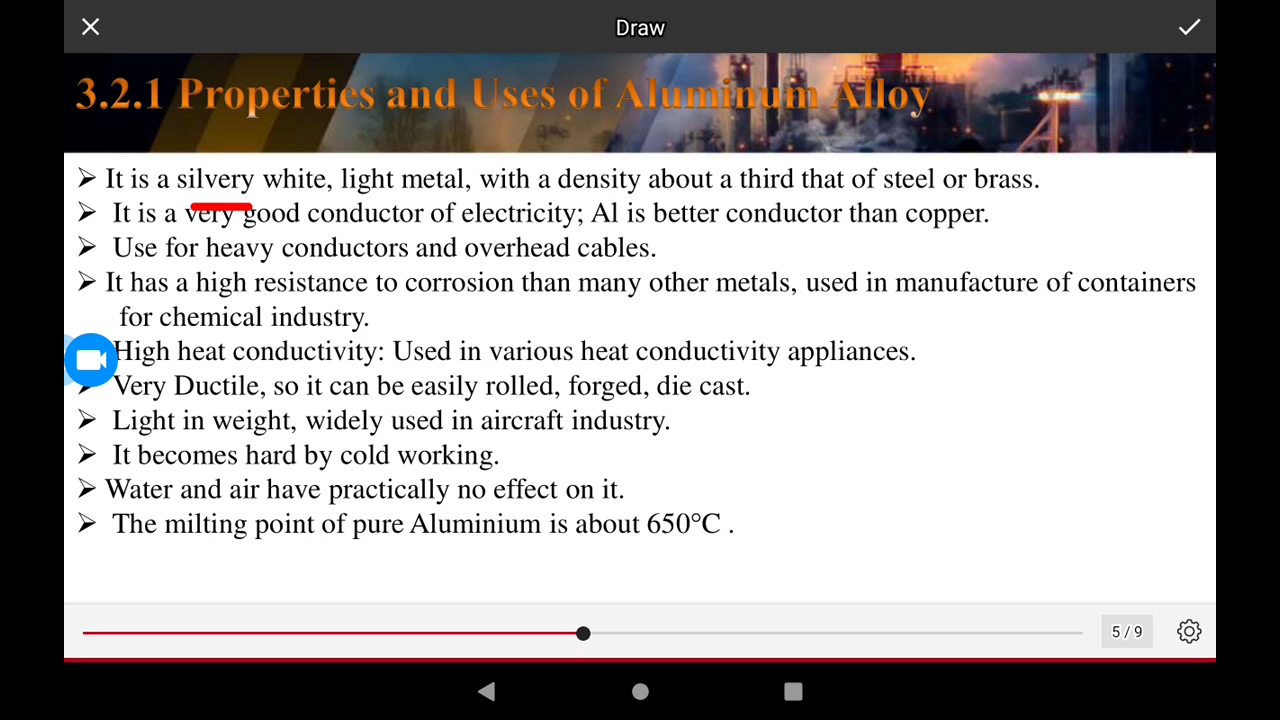 Draw
3.2.1 Properties and Uses of Aluminum Alloy
➢ It is a silvery white, light metal, with a density about a third that of steel or brass.
➢ It is a very good conductor of electricity; Al is better conductor than copper.
➢ Use for heavy conductors and overhead cables.
➢ It has a high resistance to corrosion than many other metals, used in manufacture of containers
for chemical industry.
High heat conductivity: Used in various heat conductivity appliances.
➢ Very Ductile, so it can be easily rolled, forged, die cast.
➢ Light in weight, widely used in aircraft industry.
➢ It becomes hard by cold working.
➢ Water and air have practically no effect on it.
➢ The milting point of pure Aluminium is about 650°C .
5 / 9